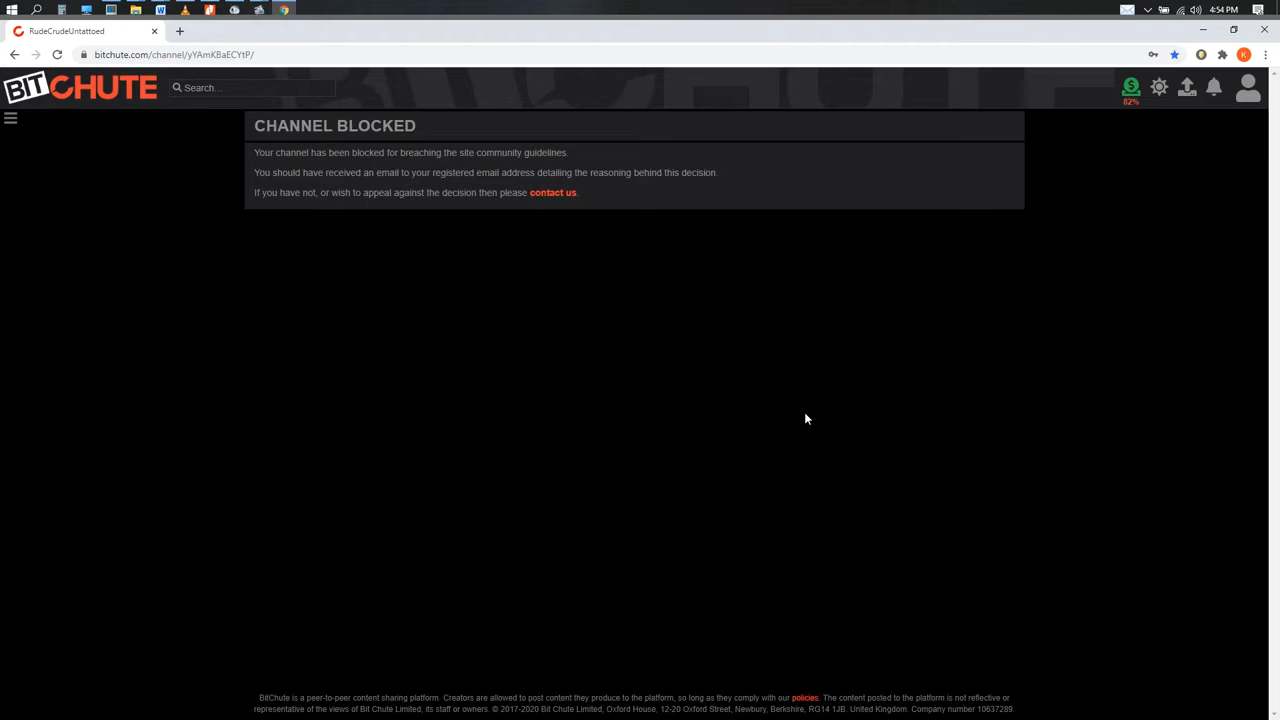 4:54 PM
RudeCrudeUntattoed
bitchute.com/channel/yYAmKBaECYtP/
K
BITCHUTE
Search...
82%
CHANNEL BLOCKED
Your channel has been blocked for breaching the site community guidelines.
You should have received an email to your registered email address detailing the reasoning behind this decision.
If you have not, or wish to appeal against the decision then please contact us.
BitChute is a peer-to-peer content sharing platform. Creators are allowed to post content they produce to the platform, so long as they comply with our policies. The content posted to the platform is not reflective or
representative of the views of Bit Chute Limited, its staff or owners. © 2017-2020 Bit Chute Limited, Oxford House, 12-20 Oxford Street, Newbury, Berkshire, RG14 1JB. United Kingdom. Company number 10637289.